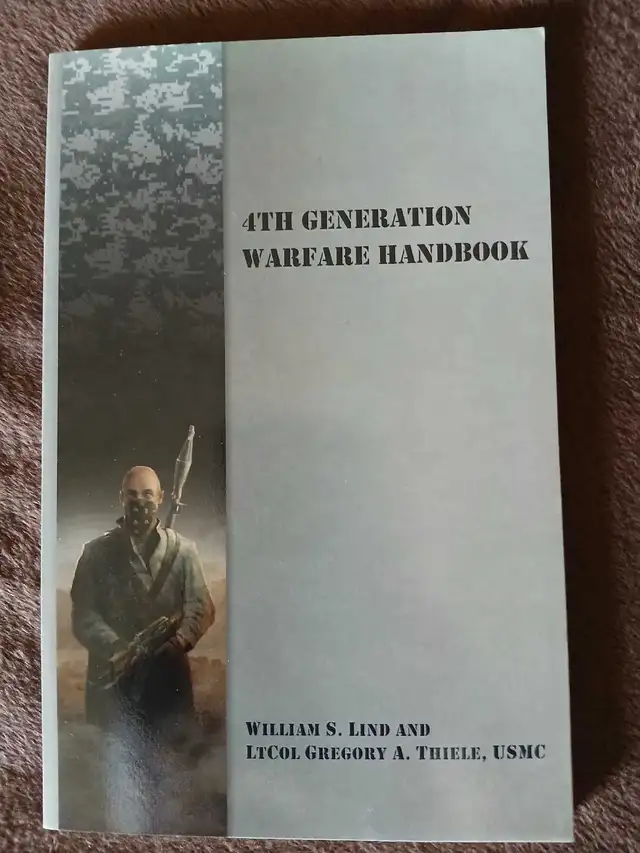 4TH GENERATION
WARFARE HANDBOOK
WILLIAM S. LIND AND
LTCOL GREGORY A. THIELE, USMC